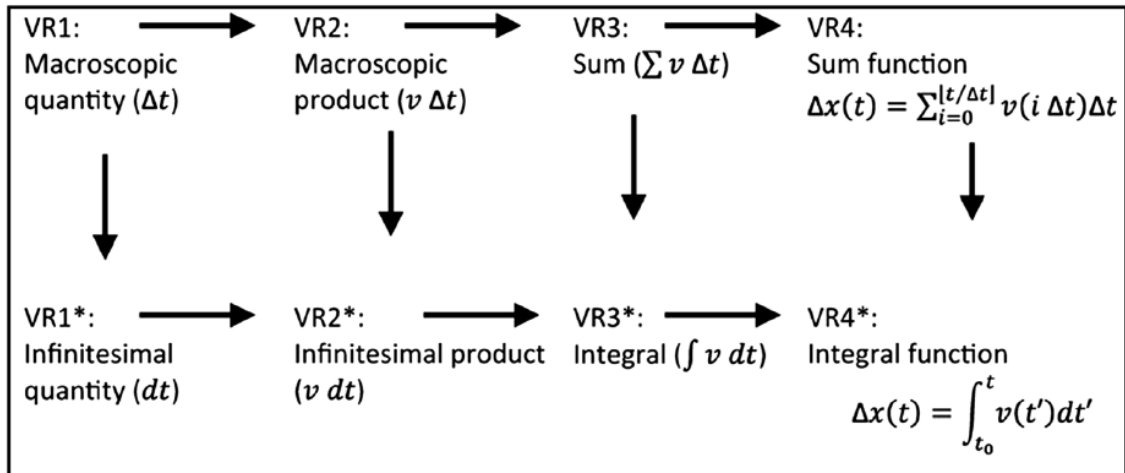 VR1:
Macroscopic
quantity (Δt)
VR2:
Macroscopic
product (v Δt)
VR3:
Sum (∑ v Δt)
VR4:
Sum function
Δx(t) = ∑_{i=0}^{⌊t/Δt⌋} v(i Δt)Δt
VR1*:
Infinitesimal
quantity (dt)
VR2*:
Infinitesimal product
(v dt)
VR3*:
Integral (∫ v dt)
VR4*:
Integral function
Δx(t) = ∫_{t₀}^{t} v(t′)dt′